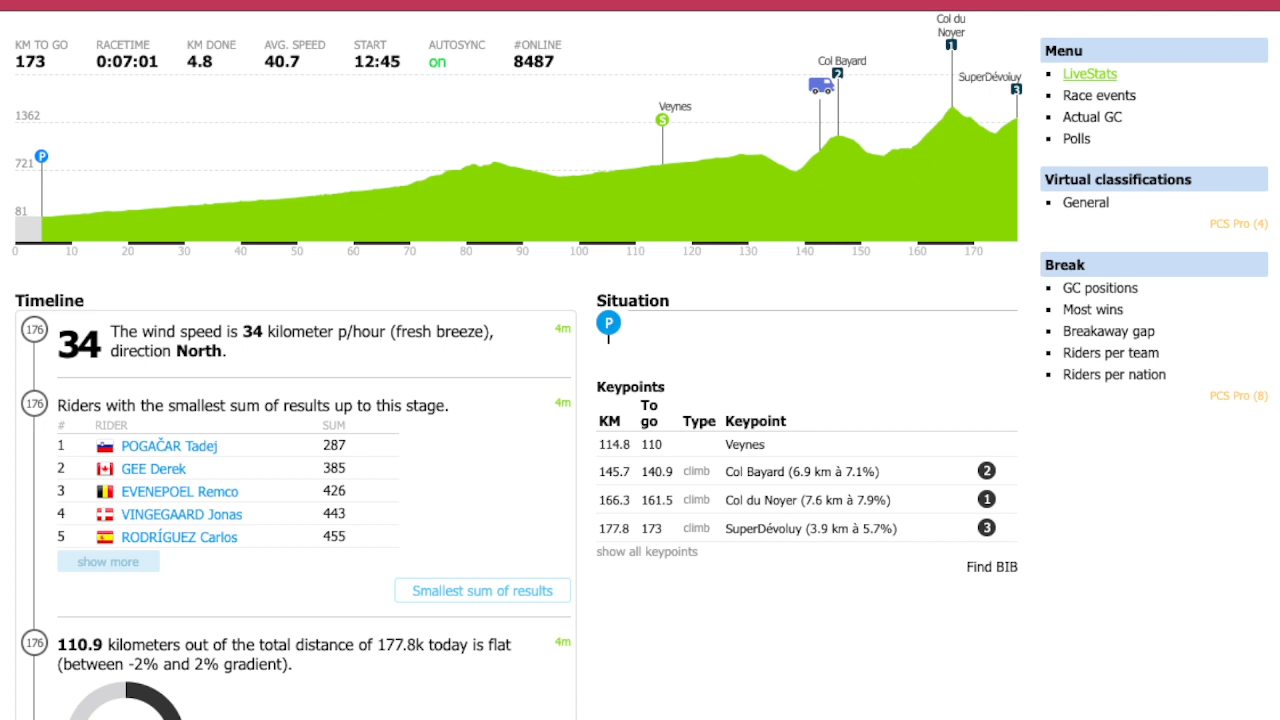 KM TO GO RACETIME KM DONE AVG. SPEED START AUTOSYNC #ONLINE
173 0:07:01 4.8 40.7 12:45 on 8487
Col du
Noyer
1
Col Bayard
2
SuperDévoluy
3
Veynes
S
1362
P
721
81
0 10 20 30 40 50 60 70 80 90 100 110 120 130 140 150 160 170
Menu
LiveStats
Race events
Actual GC
Polls
Virtual classifications
General
PCS Pro (4)
Break
GC positions
Most wins
Breakaway gap
Riders per team
Riders per nation
PCS Pro (8)
Timeline
176 34 The wind speed is 34 kilometer p/hour (fresh breeze),
direction North.
4m
176 Riders with the smallest sum of results up to this stage. 4m
# RIDER SUM
1 POGAČAR Tadej 287
2 GEE Derek 385
3 EVENEPOEL Remco 426
4 VINGEGAARD Jonas 443
5 RODRÍGUEZ Carlos 455
show more
Smallest sum of results
176 110.9 kilometers out of the total distance of 177.8k today is flat 4m
(between -2% and 2% gradient).
Situation
P
Keypoints
KM To go Type Keypoint
114.8 110 Veynes
145.7 140.9 climb Col Bayard (6.9 km à 7.1%) 2
166.3 161.5 climb Col du Noyer (7.6 km à 7.9%) 1
177.8 173 climb SuperDévoluy (3.9 km à 5.7%) 3
show all keypoints
Find BIB